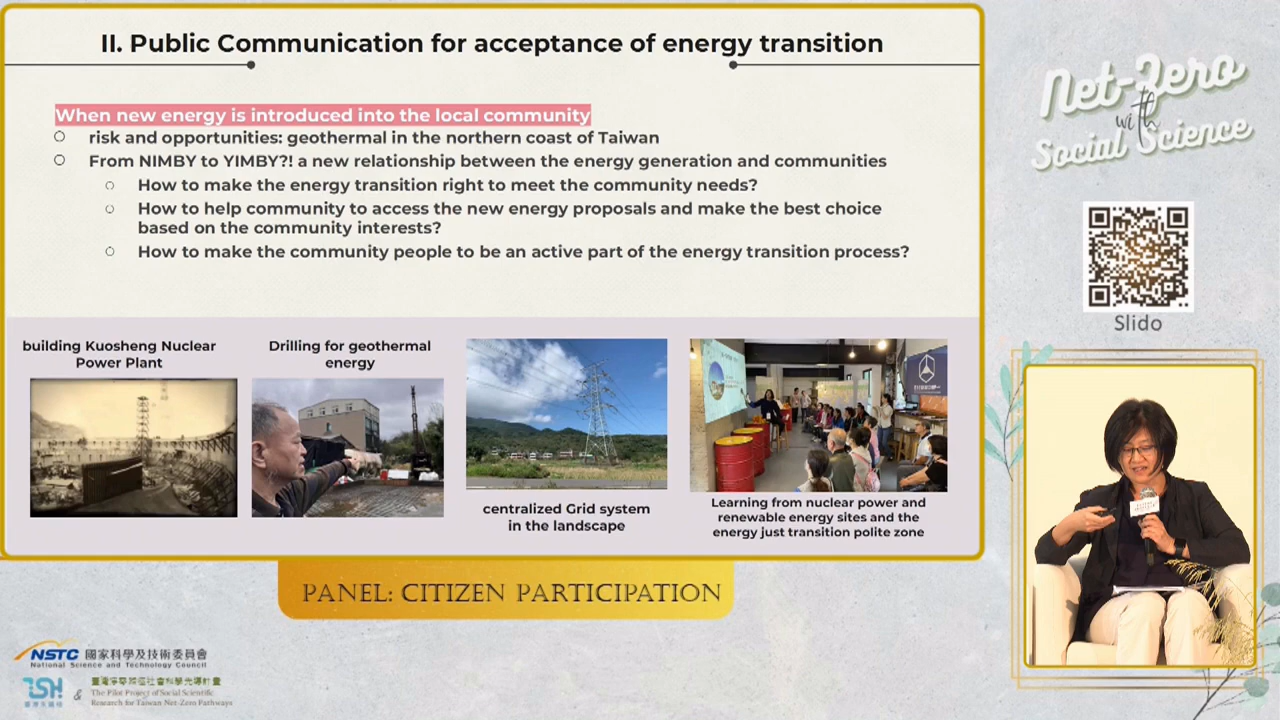 II. Public Communication for acceptance of energy transition
When new energy is introduced into the local community
risk and opportunities: geothermal in the northern coast of Taiwan
From NIMBY to YIMBY?! a new relationship between the energy generation and communities
How to make the energy transition right to meet the community needs?
How to help community to access the new energy proposals and make the best choice
based on the community interests?
How to make the community people to be an active part of the energy transition process?
building Kuosheng Nuclear
Power Plant
Drilling for geothermal
energy
centralized Grid system
in the landscape
Learning from nuclear power and
renewable energy sites and the
energy just transition polite zone
Net-Zero
with
Social Science
Slido
PANEL: CITIZEN PARTICIPATION
NSTC 國家科學及技術委員會
National Science and Technology Council
&
臺灣淨零路徑社會科學先導計畫
The Pilot Project of Social Scientific
Research for Taiwan Net-Zero Pathways